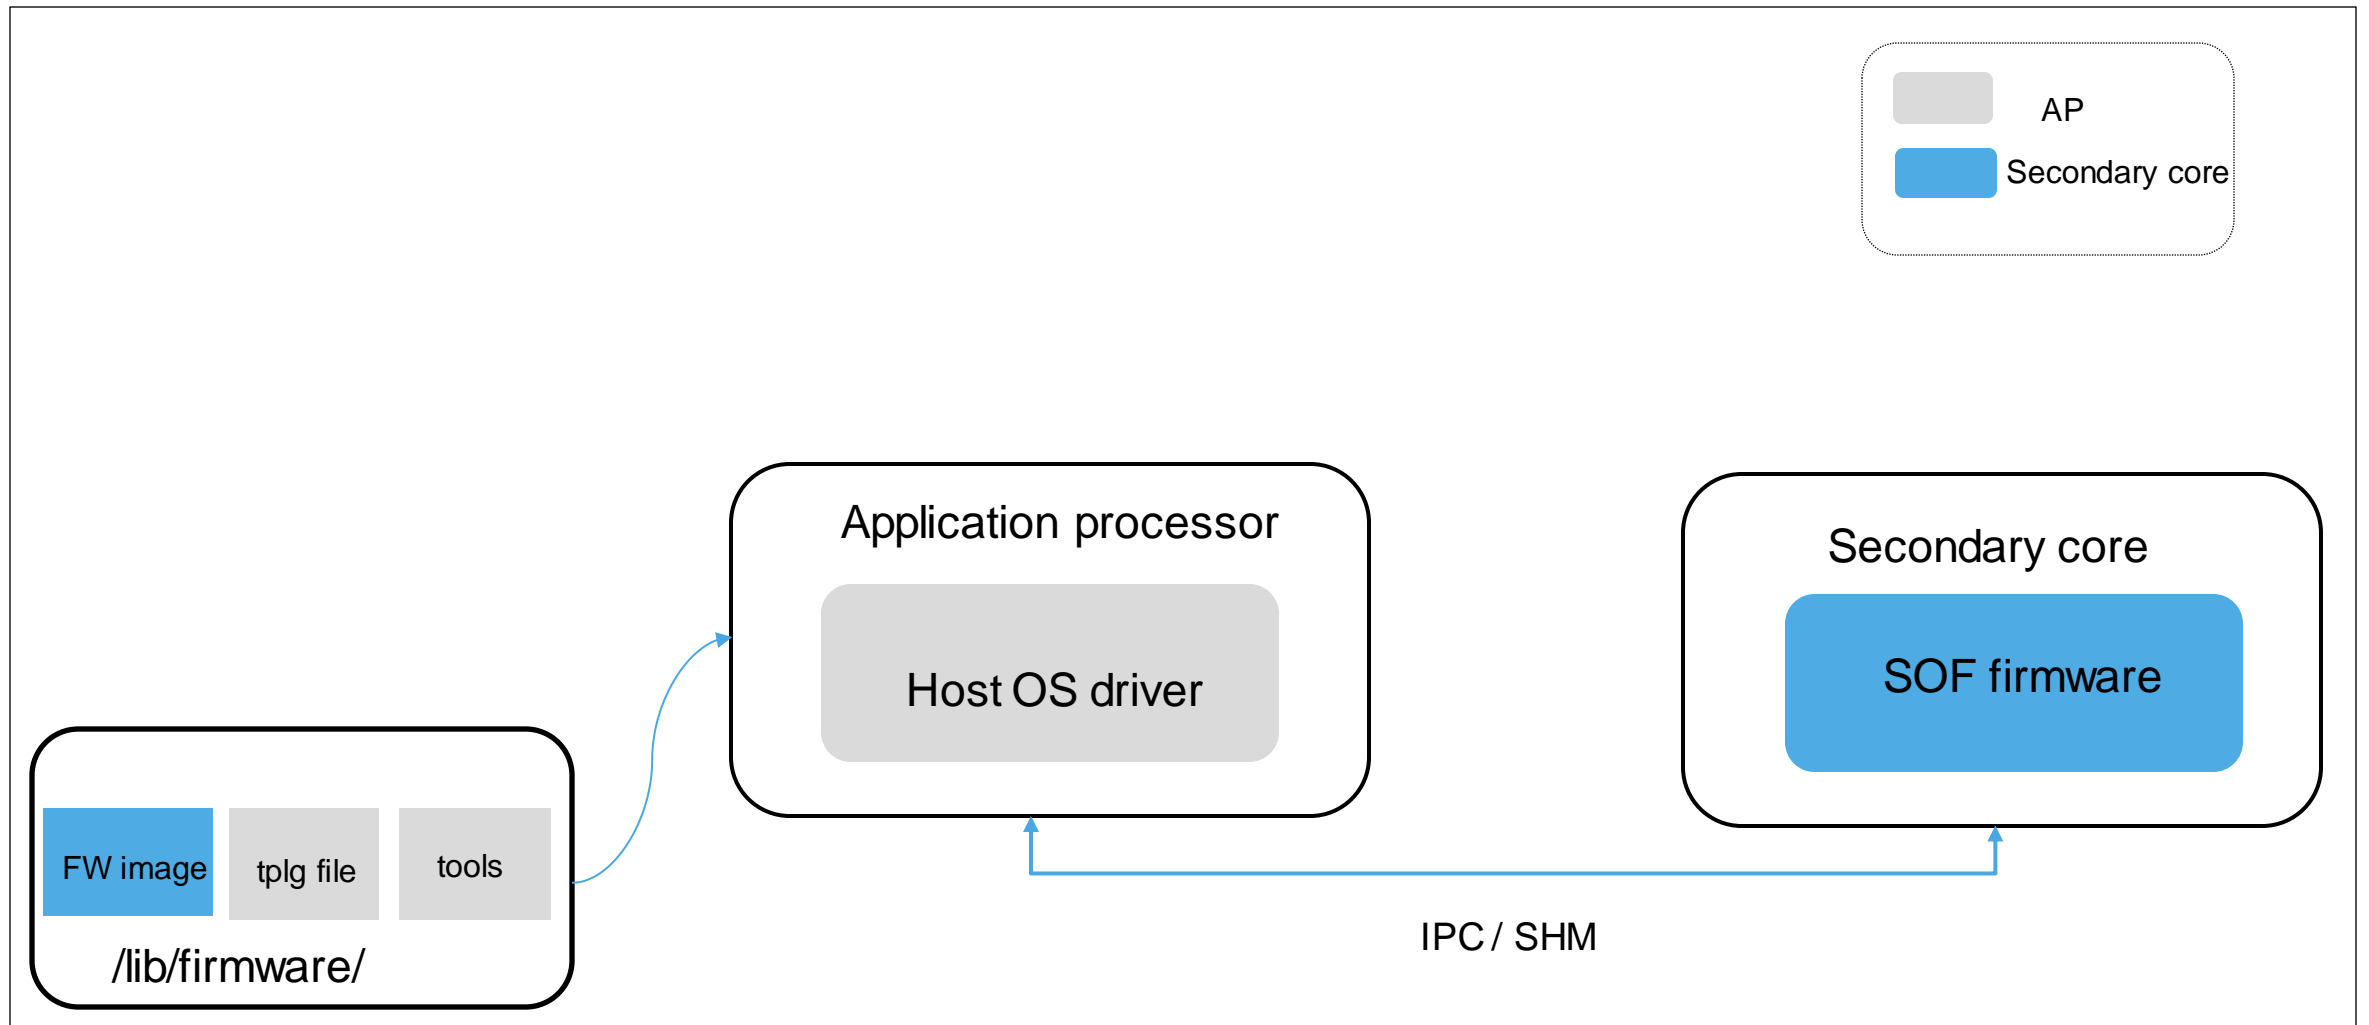 AP
Secondary core
Application processor
Host OS driver
Secondary core
SOF firmware
FW image
tplg file
tools
/lib/firmware/
IPC / SHM